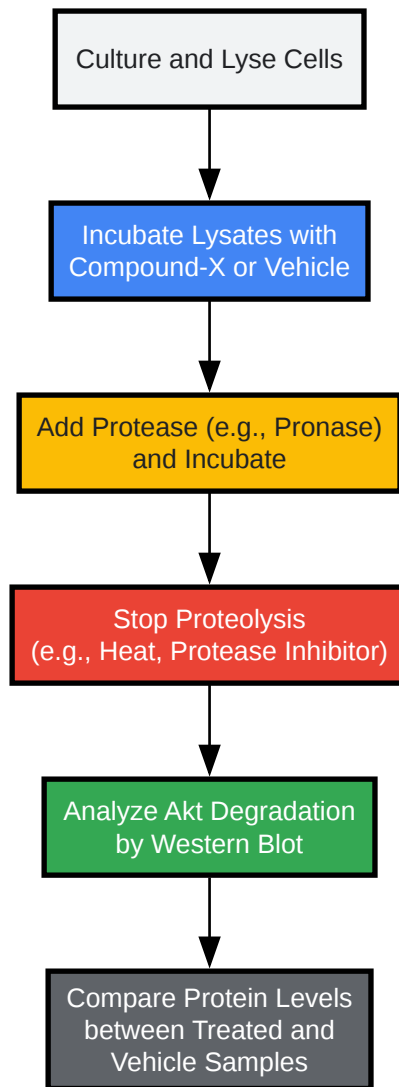 Culture and Lyse Cells
Incubate Lysates with
Compound-X or Vehicle
Add Protease (e.g., Pronase)
and Incubate
Stop Proteolysis
(e.g., Heat, Protease Inhibitor)
Analyze Akt Degradation
by Western Blot
Compare Protein Levels
between Treated and
Vehicle Samples